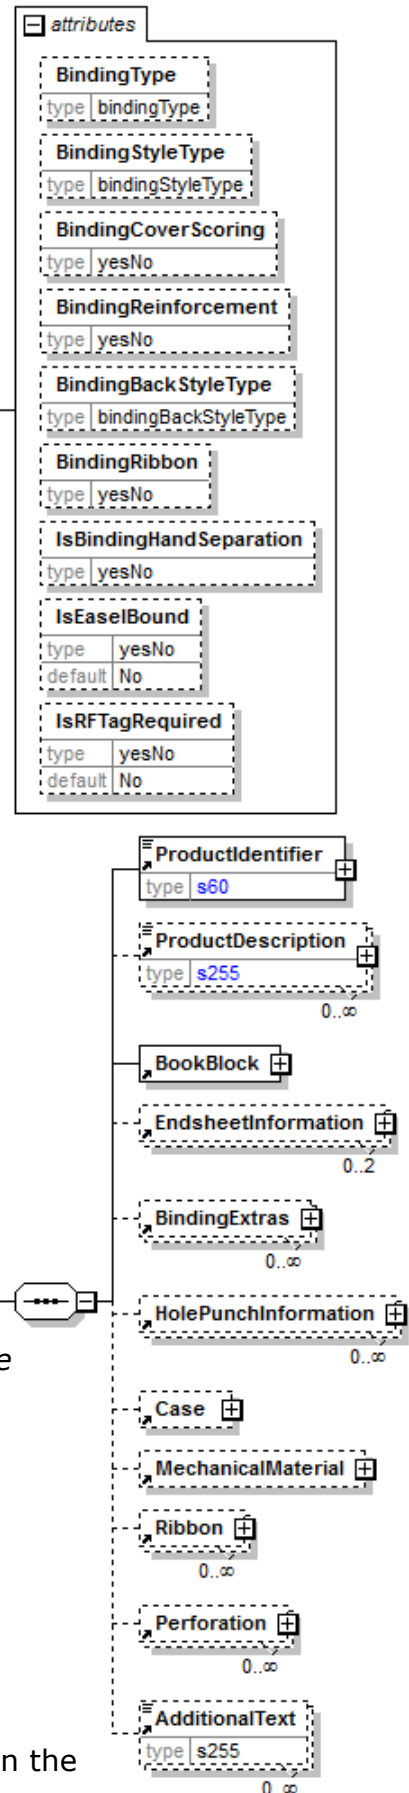 attributes
BindingType
type bindingType
BindingStyleType
type bindingStyleType
BindingCoverScoring
type yesNo
BindingReinforcement
type yesNo
BindingBackStyleType
type bindingBackStyleType
BindingRibbon
type yesNo
IsBindingHandSeparation
type yesNo
IsEaselBound
type yesNo
default No
IsRFTagRequired
type yesNo
default No
ProductIdentifier
type s60
ProductDescription
type s255
0..∞
BookBlock
EndsheetInformation
0..2
BindingExtras
0..∞
HolePunchInformation
0..∞
e
Case
MechanicalMaterial
Ribbon
0..∞
Perforation
0..∞
AdditionalText
n the
type s255
0..∞